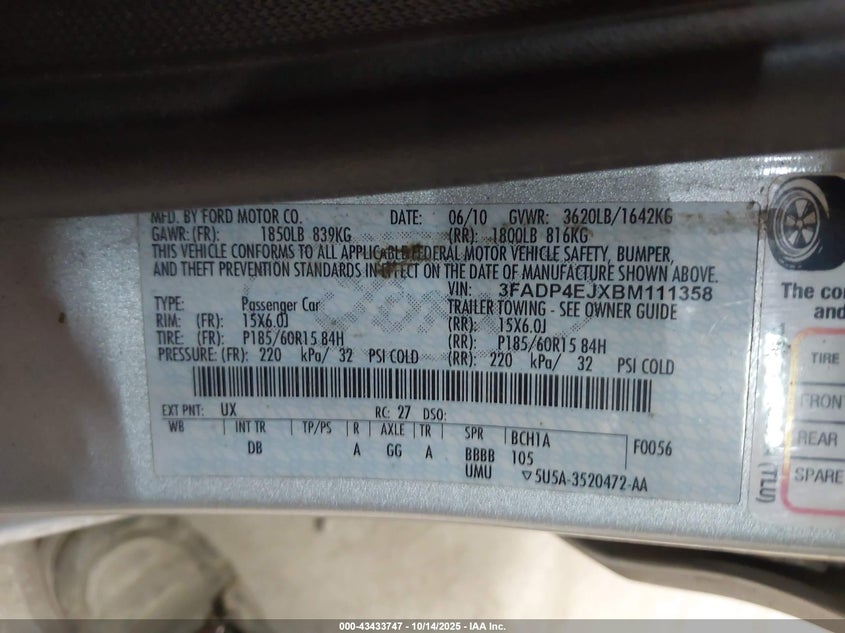 MFD. BY FORD MOTOR CO. DATE: 06/10 GVWR: 3620LB/1642KG
GAWR: (FR): 1850LB 839KG (RR): 1800LB 816KG
THIS VEHICLE CONFORMS TO ALL APPLICABLE FEDERAL MOTOR VEHICLE SAFETY, BUMPER,
AND THEFT PREVENTION STANDARDS IN EFFECT ON THE DATE OF MANUFACTURE SHOWN ABOVE.
VIN: 3FADP4EJXBM111358
TYPE: Passenger Car TRAILER TOWING - SEE OWNER GUIDE
RIM: (FR): 15X6.0J (RR): 15X6.0J
TIRE: (FR): P185/60R15 84H (RR): P185/60R15 84H
PRESSURE: (FR): 220 kPa/ 32 PSI COLD (RR): 220 kPa/ 32 PSI COLD
EXT PNT: UX RC: 27 DSO:
WB INT TR TP/PS R AXLE TR SPR BCH1A F0056
DB A GG A BBBB 105
UMU ▽5U5A-3520472-AA
The co
and
TIRE
FRONT
REAR
SPARE
(TLU)
000-43433747 - 10/14/2025 - IAA Inc.